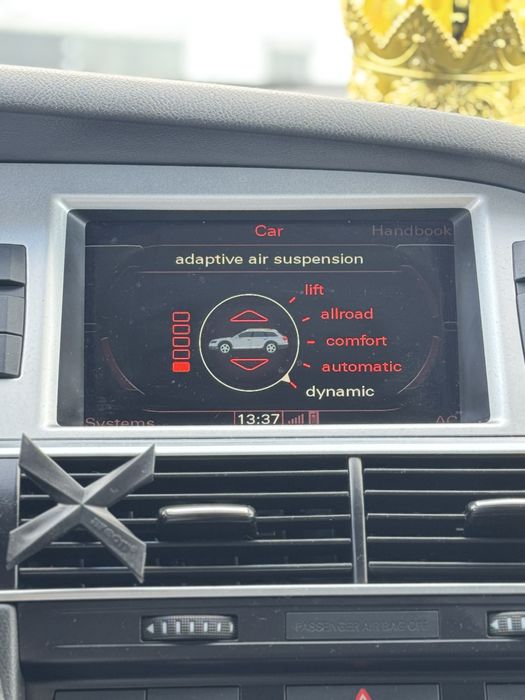 Car
Handbook
adaptive air suspension
lift
allroad
comfort
automatic
dynamic
Systems
13:37
AC
PASSENGER AIR BAG OFF